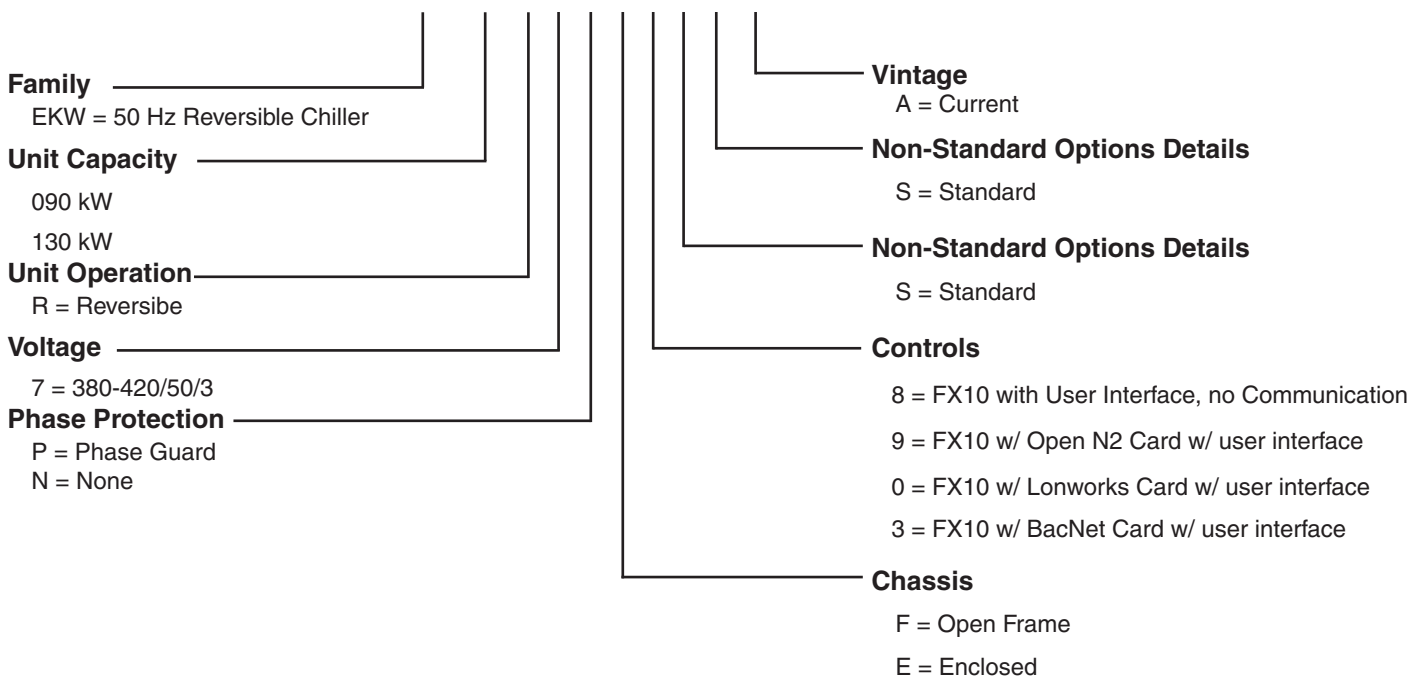 Family
EKW = 50 Hz Reversible Chiller
Unit Capacity
090 kW
130 kW
Unit Operation
R = Reversibe
Voltage
7 = 380-420/50/3
Phase Protection
P = Phase Guard
N = None
Vintage
A = Current
Non-Standard Options Details
S = Standard
Non-Standard Options Details
S = Standard
Controls
8 = FX10 with User Interface, no Communication
9 = FX10 w/ Open N2 Card w/ user interface
0 = FX10 w/ Lonworks Card w/ user interface
3 = FX10 w/ BacNet Card w/ user interface
Chassis
F = Open Frame
E = Enclosed